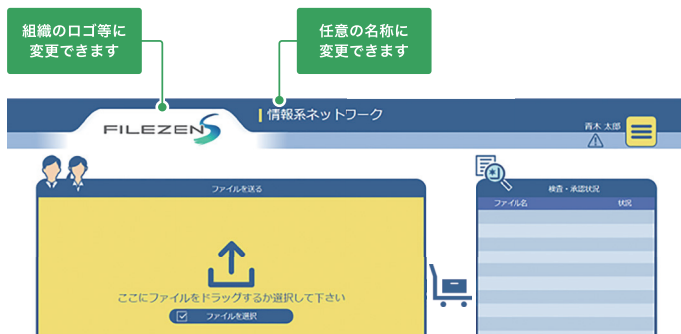 組織のロゴ等に
変更できます
任意の名称に
変更できます
FILEZEN S
情報系ネットワーク
青木 太郎
ファイルを送る
検査・承認状況
ファイル名 状況
ここにファイルをドラッグするか選択して下さい
ファイルを選択